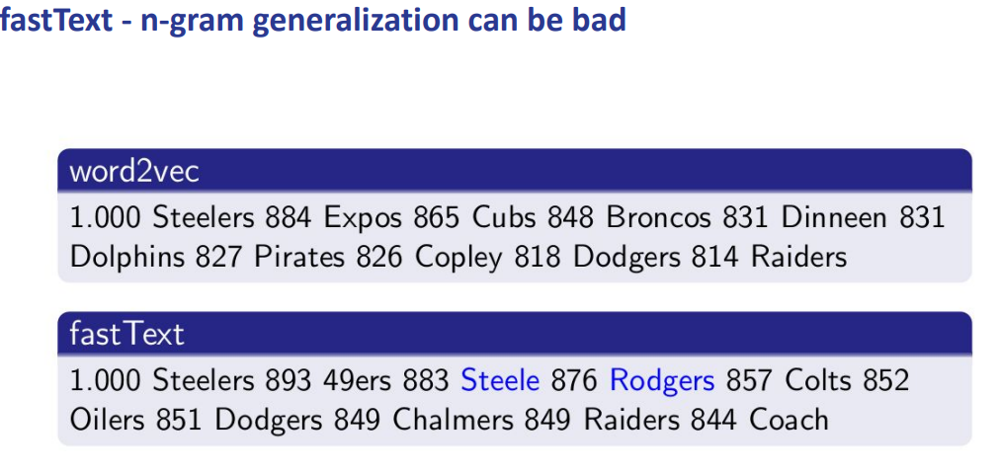 fastText - n-gram generalization can be bad
word2vec
1.000 Steelers 884 Expos 865 Cubs 848 Broncos 831 Dinneen 831
Dolphins 827 Pirates 826 Copley 818 Dodgers 814 Raiders
fastText
1.000 Steelers 893 49ers 883 Steele 876 Rodgers 857 Colts 852
Oilers 851 Dodgers 849 Chalmers 849 Raiders 844 Coach